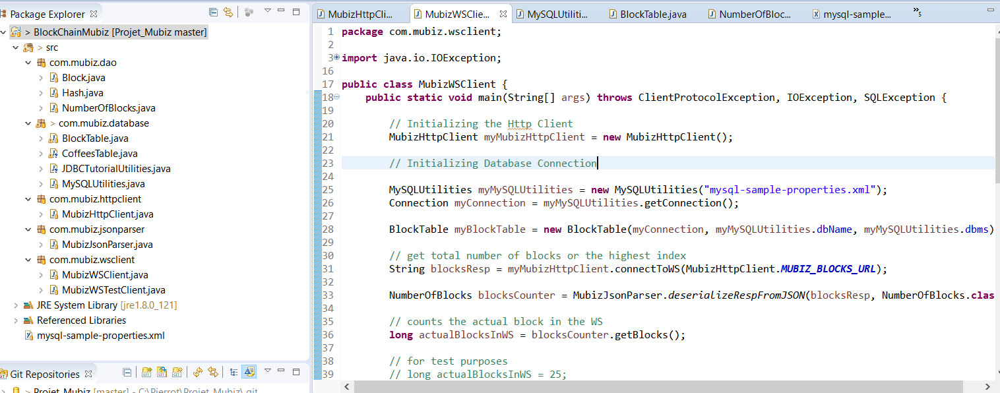 Package Explorer
> BlockChainMubiz [Projet_Mubiz master]
> src
com.mubiz.dao
Block.java
Hash.java
NumberOfBlocks.java
> com.mubiz.database
BlockTable.java
CoffeesTable.java
JDBCTutorialUtilities.java
MySQLUtilities.java
com.mubiz.httpclient
MubizHttpClient.java
com.mubiz.jsonparser
MubizJsonParser.java
com.mubiz.wsclient
MubizWSClient.java
MubizWSTestClient.java
JRE System Library [jre1.8.0_121]
Referenced Libraries
mysql-sample-properties.xml
Git Repositories
> Projet_Mubiz [master] - C:\Pierrot\Projet_Mubiz\.git
MubizHttpCli... MubizWSClie... MySQLUtiliti... BlockTable.java NumberOfBloc... mysql-sample... »5
1 package com.mubiz.wsclient;
2
3 import java.io.IOException;
16
17 public class MubizWSClient {
18 public static void main(String[] args) throws ClientProtocolException, IOException, SQLException {
19
20 // Initializing the Http Client
21 MubizHttpClient myMubizHttpClient = new MubizHttpClient();
22
23 // Initializing Database Connection
24
25 MySQLUtilities myMySQLUtilities = new MySQLUtilities("mysql-sample-properties.xml");
26 Connection myConnection = myMySQLUtilities.getConnection();
27
28 BlockTable myBlockTable = new BlockTable(myConnection, myMySQLUtilities.dbName, myMySQLUtilities.dbms)
29
30 // get total number of blocks or the highest index
31 String blocksResp = myMubizHttpClient.connectToWS(MubizHttpClient.MUBIZ_BLOCKS_URL);
32
33 NumberOfBlocks blocksCounter = MubizJsonParser.deserializeRespFromJSON(blocksResp, NumberOfBlocks.clas
34
35 // counts the actual block in the WS
36 long actualBlocksInWS = blocksCounter.getBlocks();
37
38 // for test purposes
39 // long actualBlocksInWS = 25;